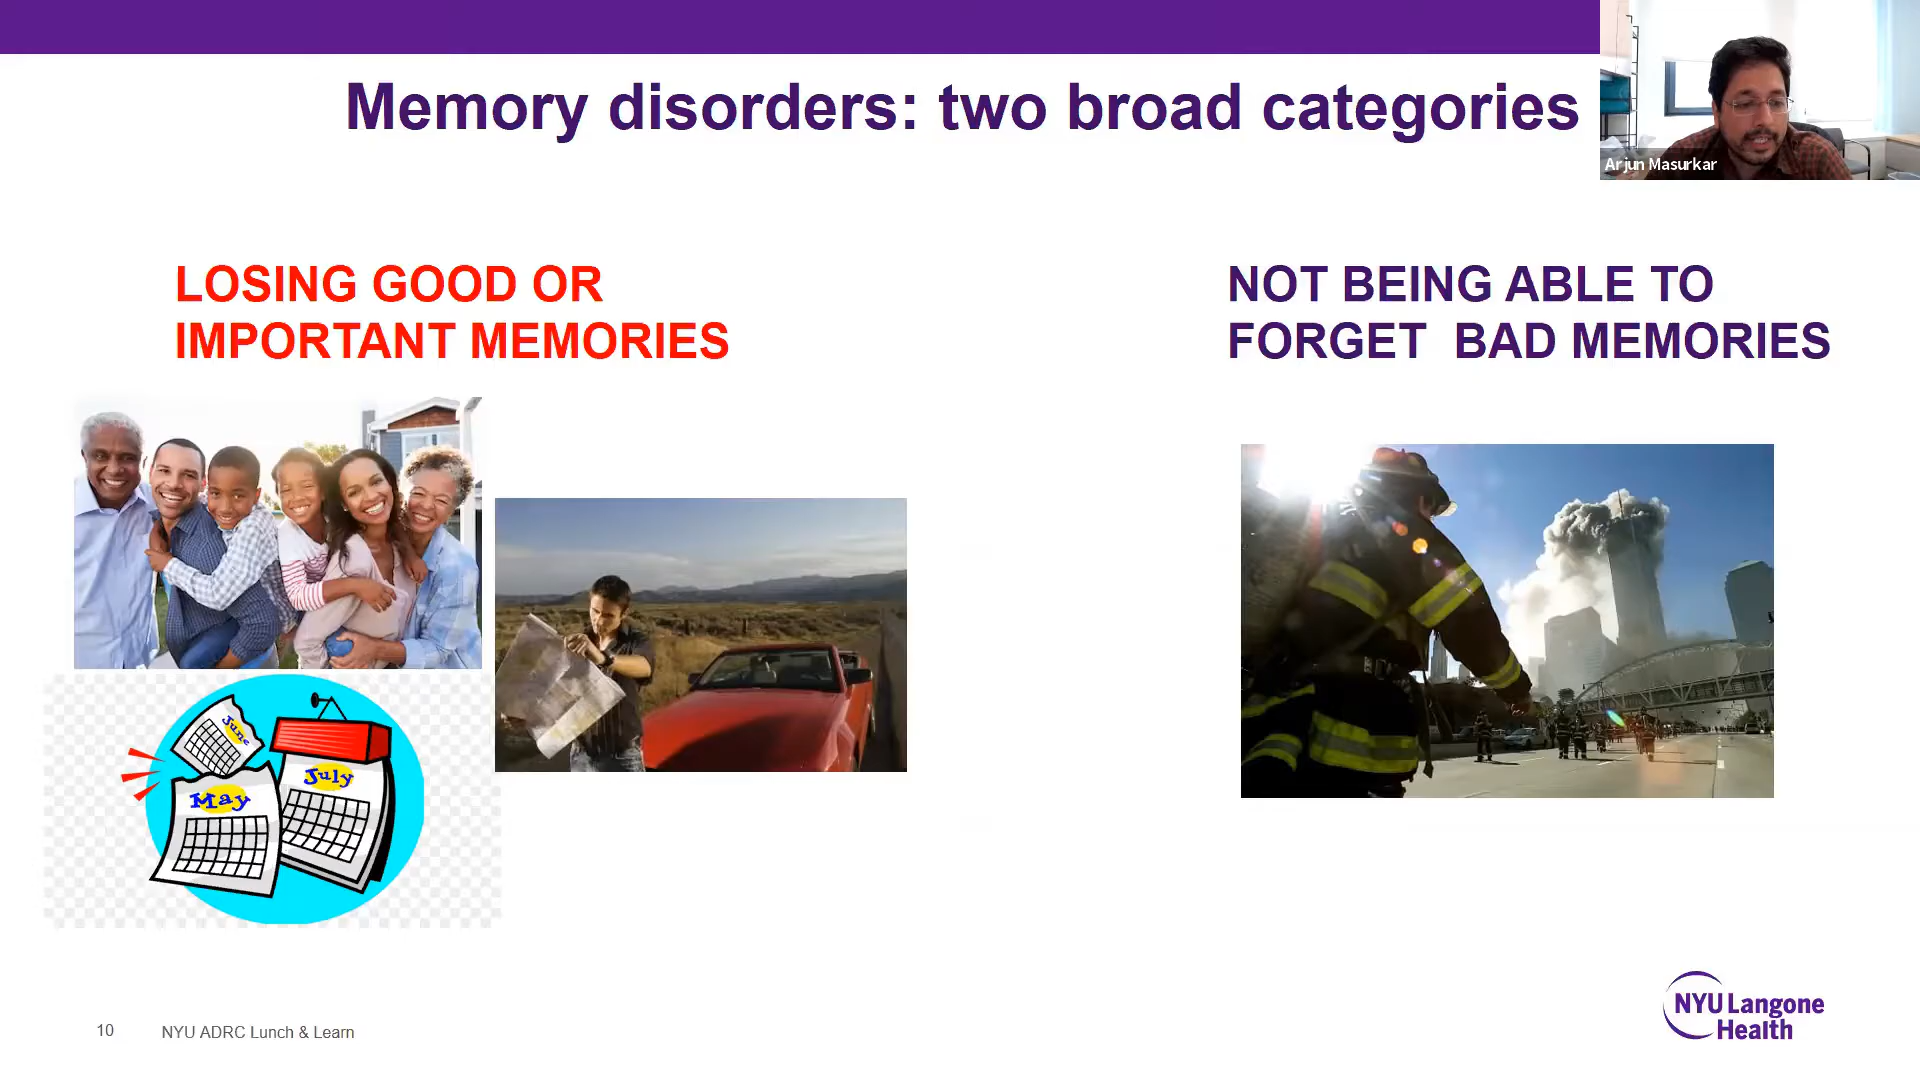 Memory disorders: two broad categories
Arjun Masurkar
LOSING GOOD OR
IMPORTANT MEMORIES
NOT BEING ABLE TO
FORGET BAD MEMORIES
June
July
May
10
NYU ADRC Lunch & Learn
NYU Langone
Health